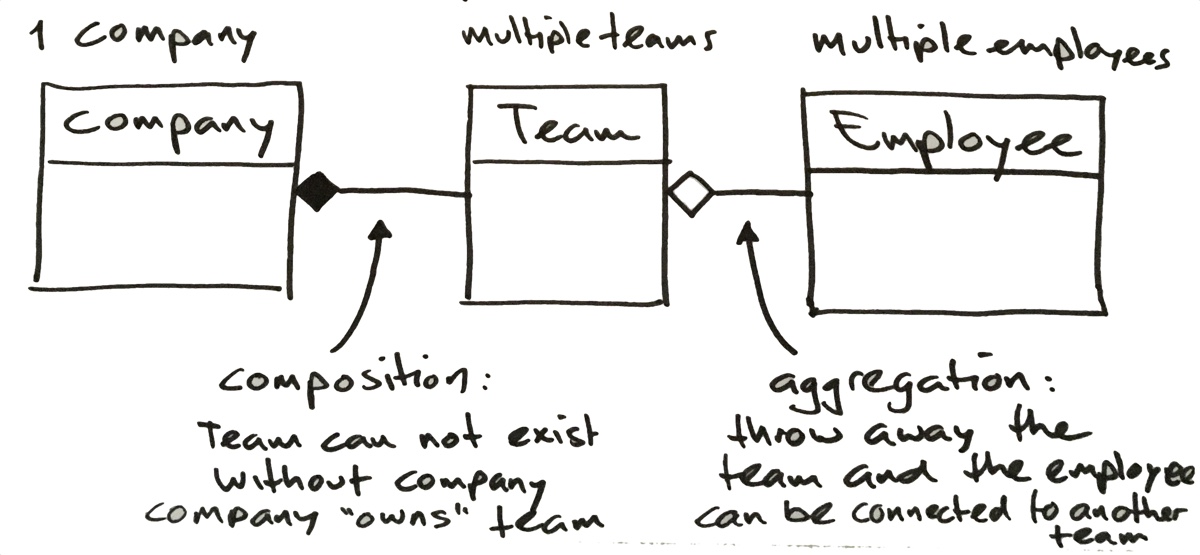 1 company
multiple teams
multiple employees
Company
Team
Employee
composition:
Team can not exist
without company
company "owns" team
aggregation:
throw away the
team and the employee
can be connected to another
team